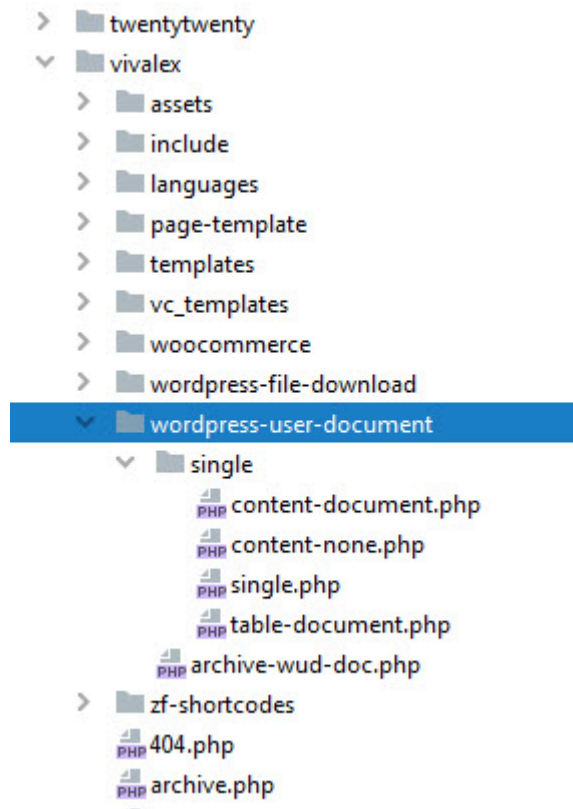 twentytwenty
vivalex
assets
include
languages
page-template
templates
vc_templates
woocommerce
wordpress-file-download
wordpress-user-document
single
PHP content-document.php
PHP content-none.php
PHP single.php
PHP table-document.php
PHP archive-wud-doc.php
zf-shortcodes
PHP 404.php
PHP archive.php